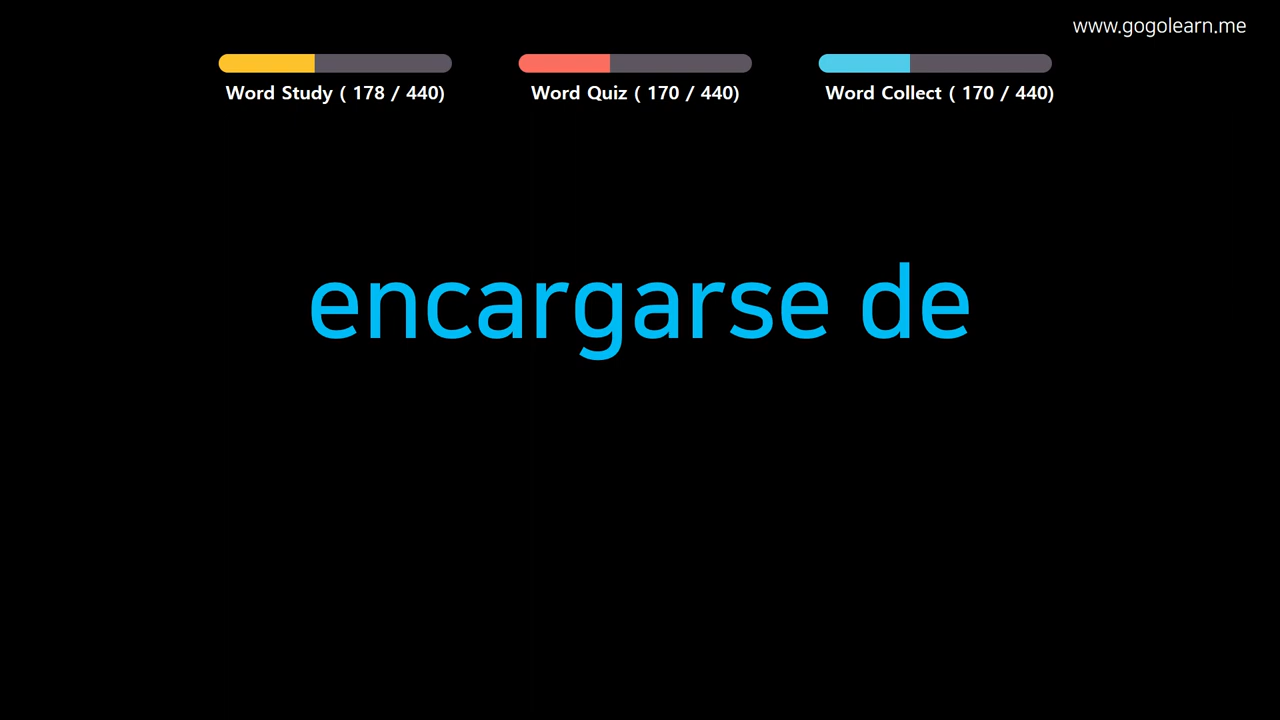 www.gogolearn.me
Word Study ( 178 / 440)
Word Quiz ( 170 / 440)
Word Collect ( 170 / 440)
encargarse de